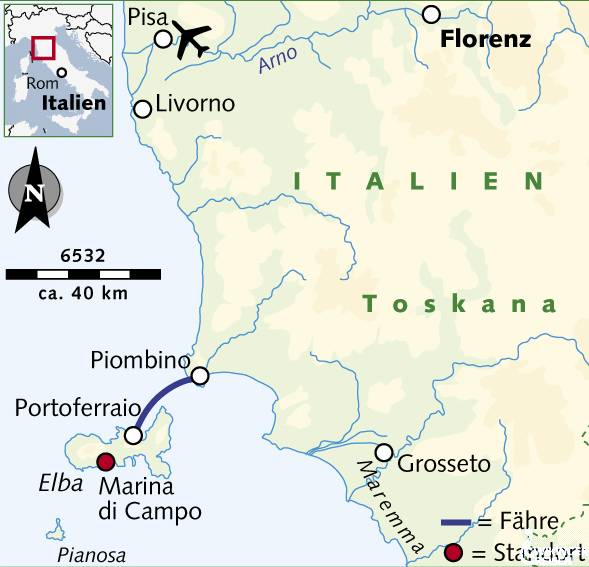 Pisa
Florenz
Arno
Rom
Italien
Livorno
N
ITALIEN
6532
ca. 40 km
Toskana
Piombino
Portoferraio
Grosseto
Elba
Marina
di Campo
Maremma
= Fähre
Pianosa
= Standort